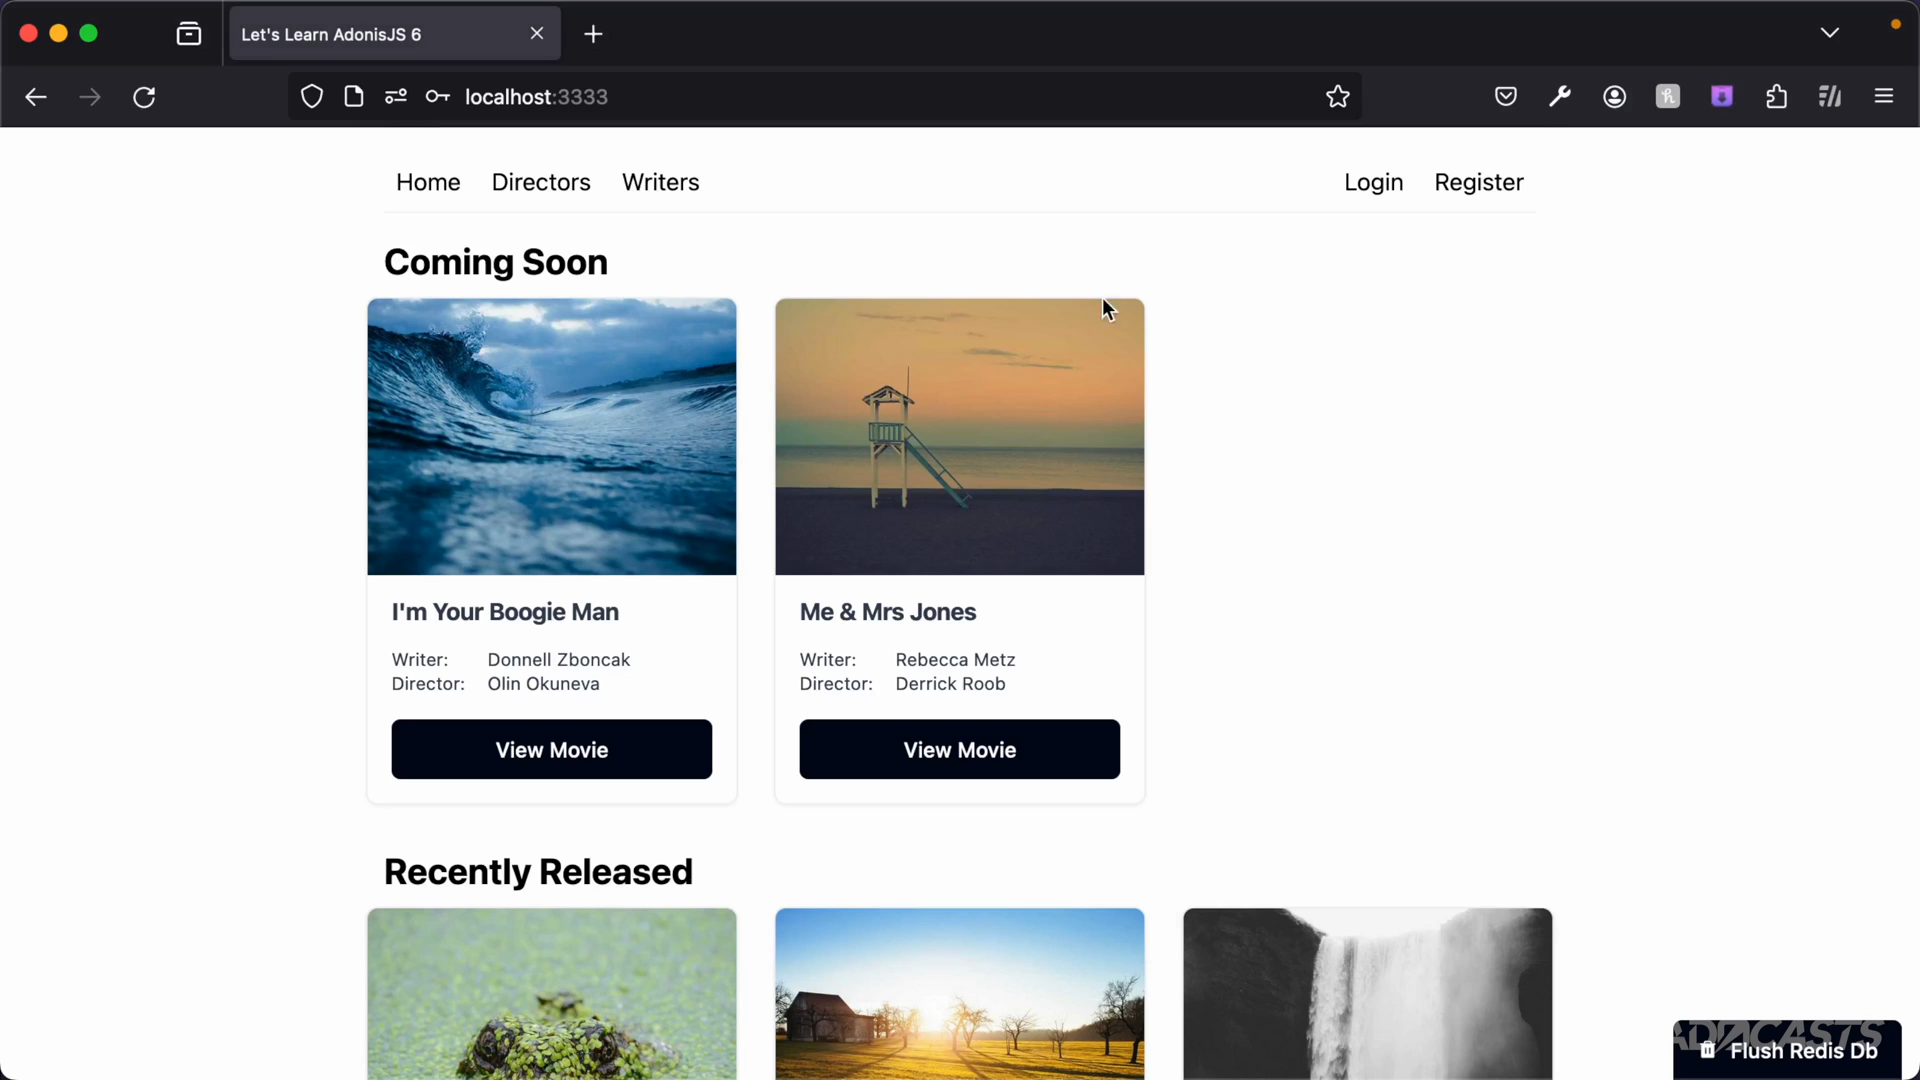 Let's Learn AdonisJS 6
localhost:3333
Home Directors Writers Login Register
Coming Soon
I'm Your Boogie Man
Writer: Donnell Zboncak
Director: Olin Okuneva
View Movie
Me & Mrs Jones
Writer: Rebecca Metz
Director: Derrick Roob
View Movie
Recently Released
ADOCASTS
Flush Redis Db